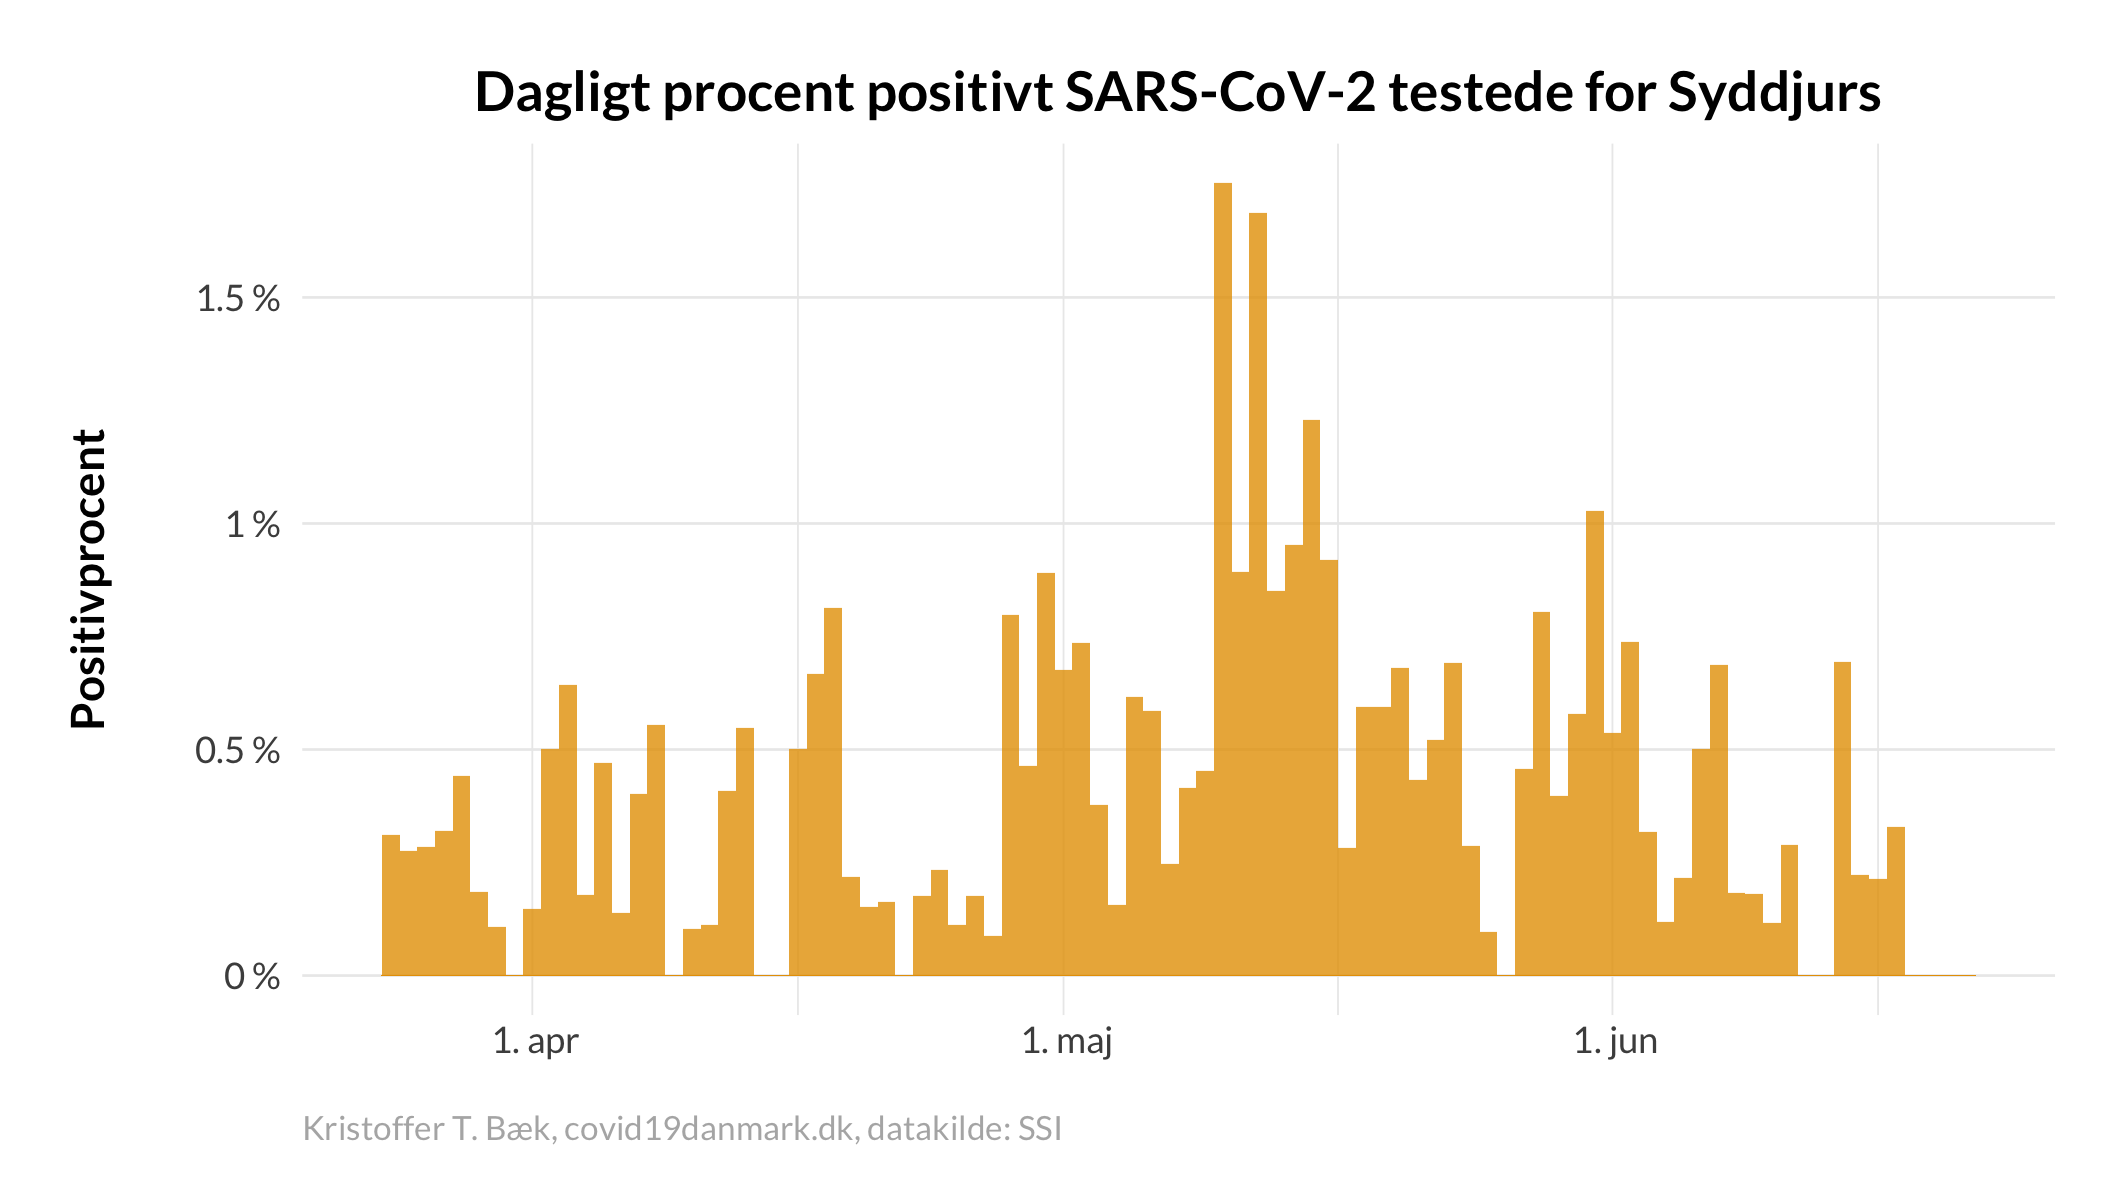 Dagligt procent positivt SARS-CoV-2 testede for Syddjurs
Positivprocent
1.5 %
1 %
0.5 %
0 %
1. apr
1. maj
1. jun
Kristoffer T. Bæk, covid19danmark.dk, datakilde: SSI